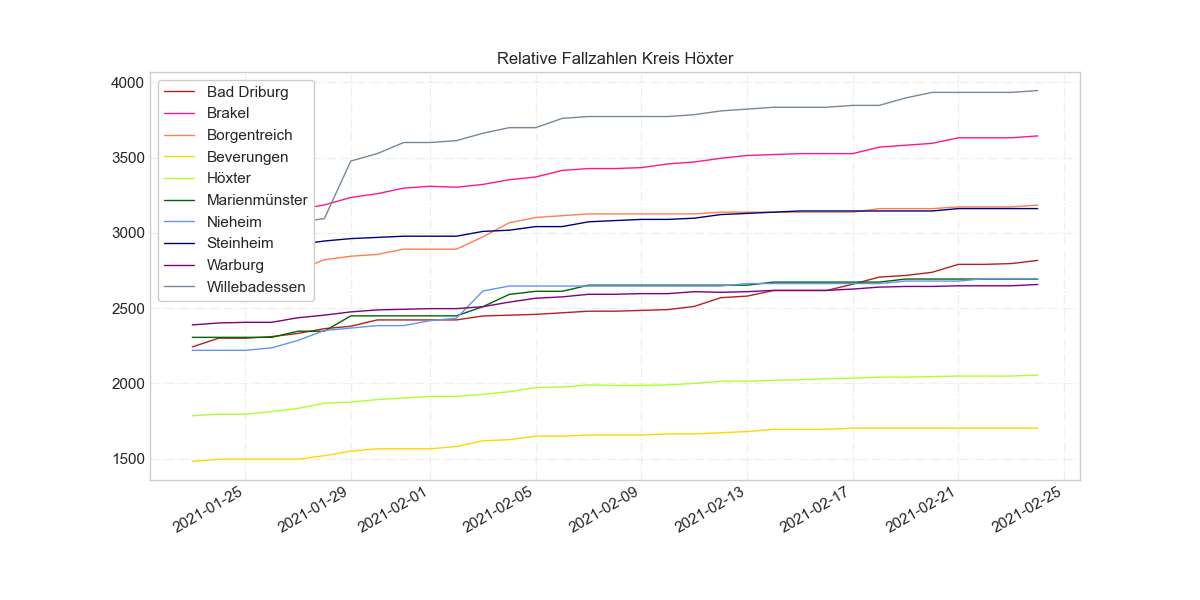 Relative Fallzahlen Kreis Höxter
4000
3500
3000
2500
2000
1500
Bad Driburg
Brakel
Borgentreich
Beverungen
Höxter
Marienmünster
Nieheim
Steinheim
Warburg
Willebadessen
2021-01-25
2021-01-29
2021-02-01
2021-02-05
2021-02-09
2021-02-13
2021-02-17
2021-02-21
2021-02-25